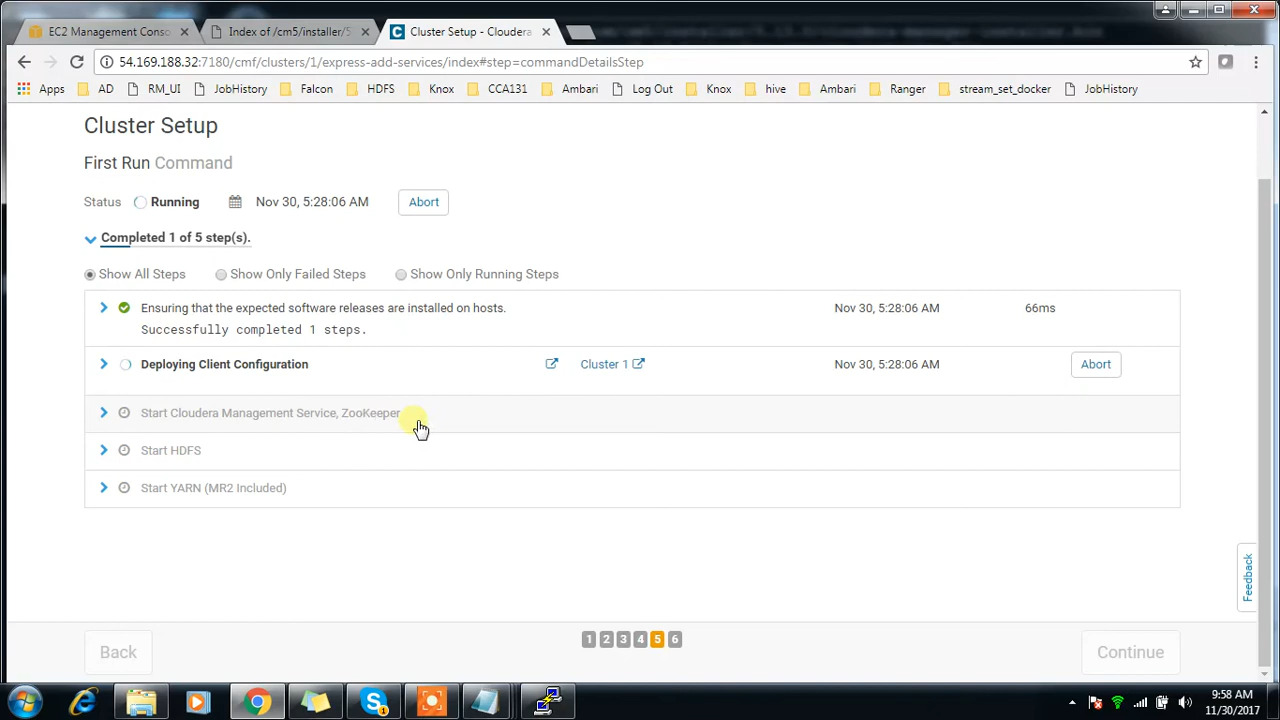 EC2 Management Conso
Index of /cm5/installer/5
Cluster Setup - Cloudera
54.169.188.32:7180/cmf/clusters/1/express-add-services/index#step=commandDetailsStep
Apps AD RM_UI JobHistory Falcon HDFS Knox CCA131 Ambari Log Out Knox hive Ambari Ranger stream_set_docker JobHistory
Cluster Setup
First Run Command
Status Running Nov 30, 5:28:06 AM Abort
Completed 1 of 5 step(s).
Show All Steps Show Only Failed Steps Show Only Running Steps
Ensuring that the expected software releases are installed on hosts. Nov 30, 5:28:06 AM 66ms
Successfully completed 1 steps.
Deploying Client Configuration Cluster 1 Nov 30, 5:28:06 AM Abort
Start Cloudera Management Service, ZooKeeper
Start HDFS
Start YARN (MR2 Included)
Feedback
Back 1 2 3 4 5 6 Continue
9:58 AM
11/30/2017